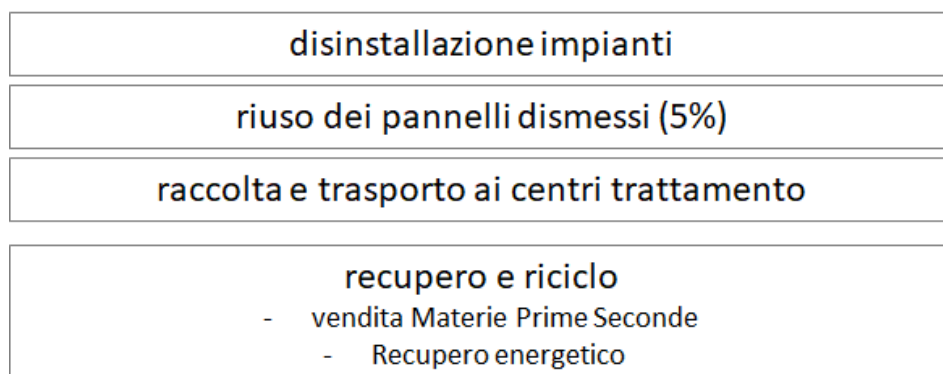 disinstallazione impianti
riuso dei pannelli dismessi (5%)
raccolta e trasporto ai centri trattamento
recupero e riciclo
- vendita Materie Prime Seconde
- Recupero energetico